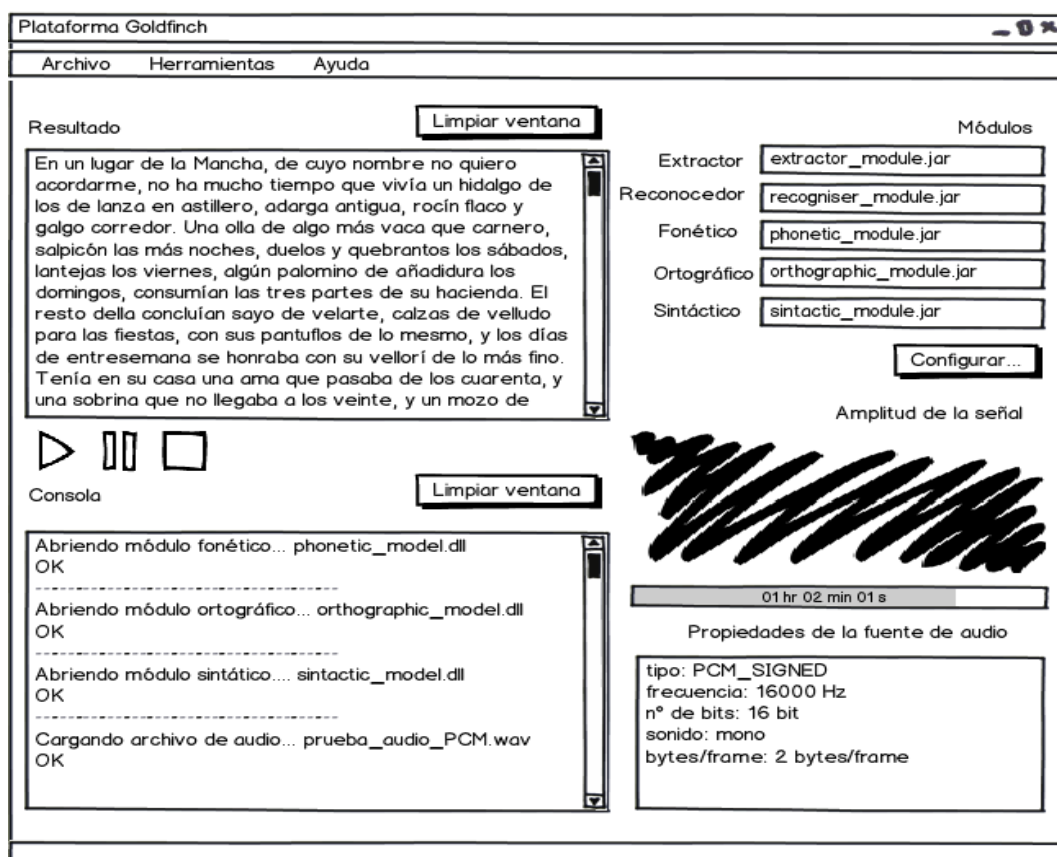 Plataforma Goldfinch
Archivo Herramientas Ayuda
Resultado
Limpiar ventana
En un lugar de la Mancha, de cuyo nombre no quiero
acordarme, no ha mucho tiempo que vivía un hidalgo de
los de lanza en astillero, adarga antigua, rocín flaco y
galgo corredor. Una olla de algo más vaca que carnero,
salpicón las más noches, duelos y quebrantos los sábados,
lantejas los viernes, algún palomino de añadidura los
domingos, consumían las tres partes de su hacienda. El
resto della concluían sayo de velarte, calzas de velludo
para las fiestas, con sus pantuflos de lo mesmo, y los días
de entresemana se honraba con su vellorí de lo más fino.
Tenía en su casa una ama que pasaba de los cuarenta, y
una sobrina que no llegaba a los veinte, y un mozo de
Consola
Limpiar ventana
Abriendo módulo fonético... phonetic_model.dll
OK
------------------------------------
Abriendo módulo ortográfico... orthographic_model.dll
OK
------------------------------------
Abriendo módulo sintático.... sintactic_model.dll
OK
------------------------------------
Cargando archivo de audio... prueba_audio_PCM.wav
OK
Módulos
Extractor extractor_module.jar
Reconocedor recogniser_module.jar
Fonético phonetic_module.jar
Ortográfico orthographic_module.jar
Sintáctico sintactic_module.jar
Configurar...
Amplitud de la señal
01 hr 02 min 01 s
Propiedades de la fuente de audio
tipo: PCM_SIGNED
frecuencia: 16000 Hz
nº de bits: 16 bit
sonido: mono
bytes/frame: 2 bytes/frame